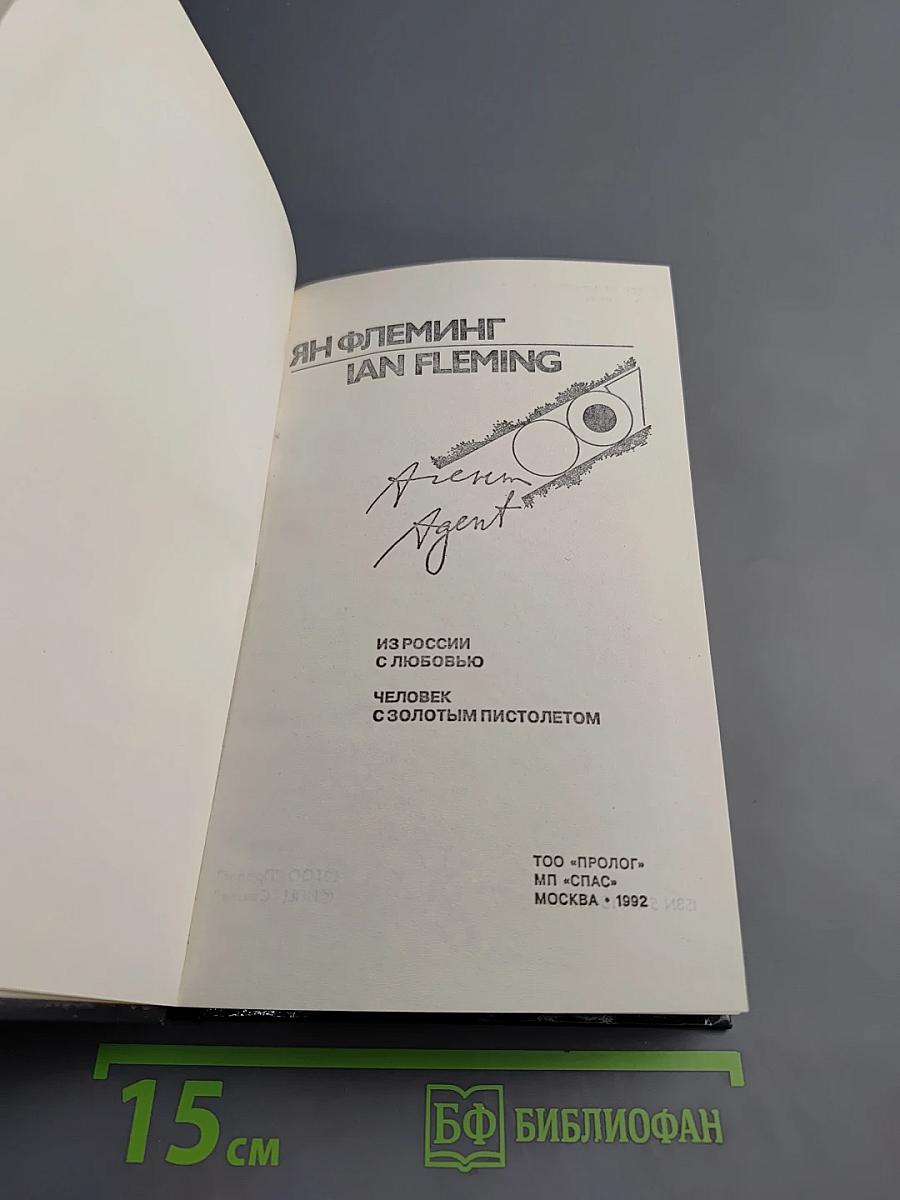 ЯН ФЛЕМИНГ
IAN FLEMING
007
Агент
Agent
ИЗ РОССИИ
С ЛЮБОВЬЮ
ЧЕЛОВЕК
С ЗОЛОТЫМ ПИСТОЛЕТОМ
ТОО «ПРОЛОГ»
МП «СПАС»
МОСКВА • 1992
15 см
БФ БИБЛИОФАН